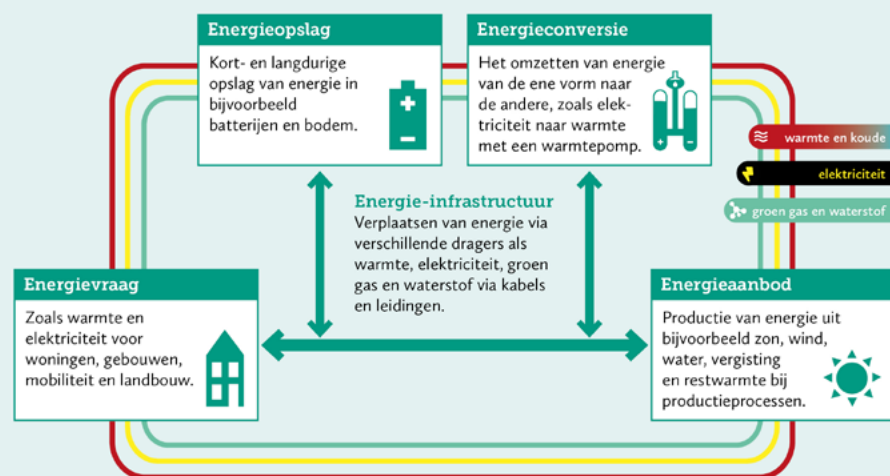 Energieopslag
Kort- en langdurige
opslag van energie in
bijvoorbeeld
batterijen en bodem.
Energieconversie
Het omzetten van energie
van de ene vorm naar
de andere, zoals elek-
triciteit naar warmte
met een warmtepomp.
warmte en koude
elektriciteit
groen gas en waterstof
Energie-infrastructuur
Verplaatsen van energie via
verschillende dragers als
warmte, elektriciteit, groen
gas en waterstof via kabels
en leidingen.
Energievraag
Zoals warmte en
elektriciteit voor
woningen, gebouwen,
mobiliteit en landbouw.
Energieaanbod
Productie van energie uit
bijvoorbeeld zon, wind,
water, vergisting
en restwarmte bij
productieprocessen.